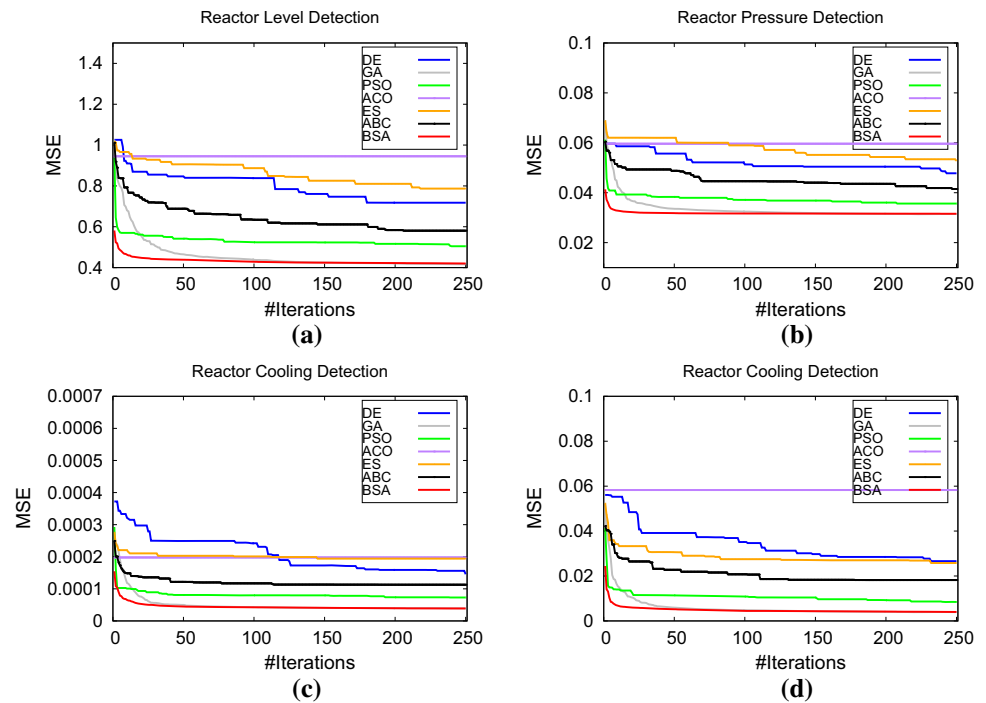 Reactor Level Detection
1.4
1.2
1
0.8
0.6
0.4
MSE
DE
GA
PSO
ACO
ES
ABC
BSA
0 50 100 150 200 250
#Iterations
(a)
Reactor Pressure Detection
0.1
0.08
0.06
0.04
0.02
MSE
DE
GA
PSO
ACO
ES
ABC
BSA
0 50 100 150 200 250
#Iterations
(b)
Reactor Cooling Detection
0.0007
0.0006
0.0005
0.0004
0.0003
0.0002
0.0001
0
MSE
DE
GA
PSO
ACO
ES
ABC
BSA
0 50 100 150 200 250
#Iterations
(c)
Reactor Cooling Detection
0.1
0.08
0.06
0.04
0.02
0
MSE
DE
GA
PSO
ACO
ES
ABC
BSA
0 50 100 150 200 250
#Iterations
(d)